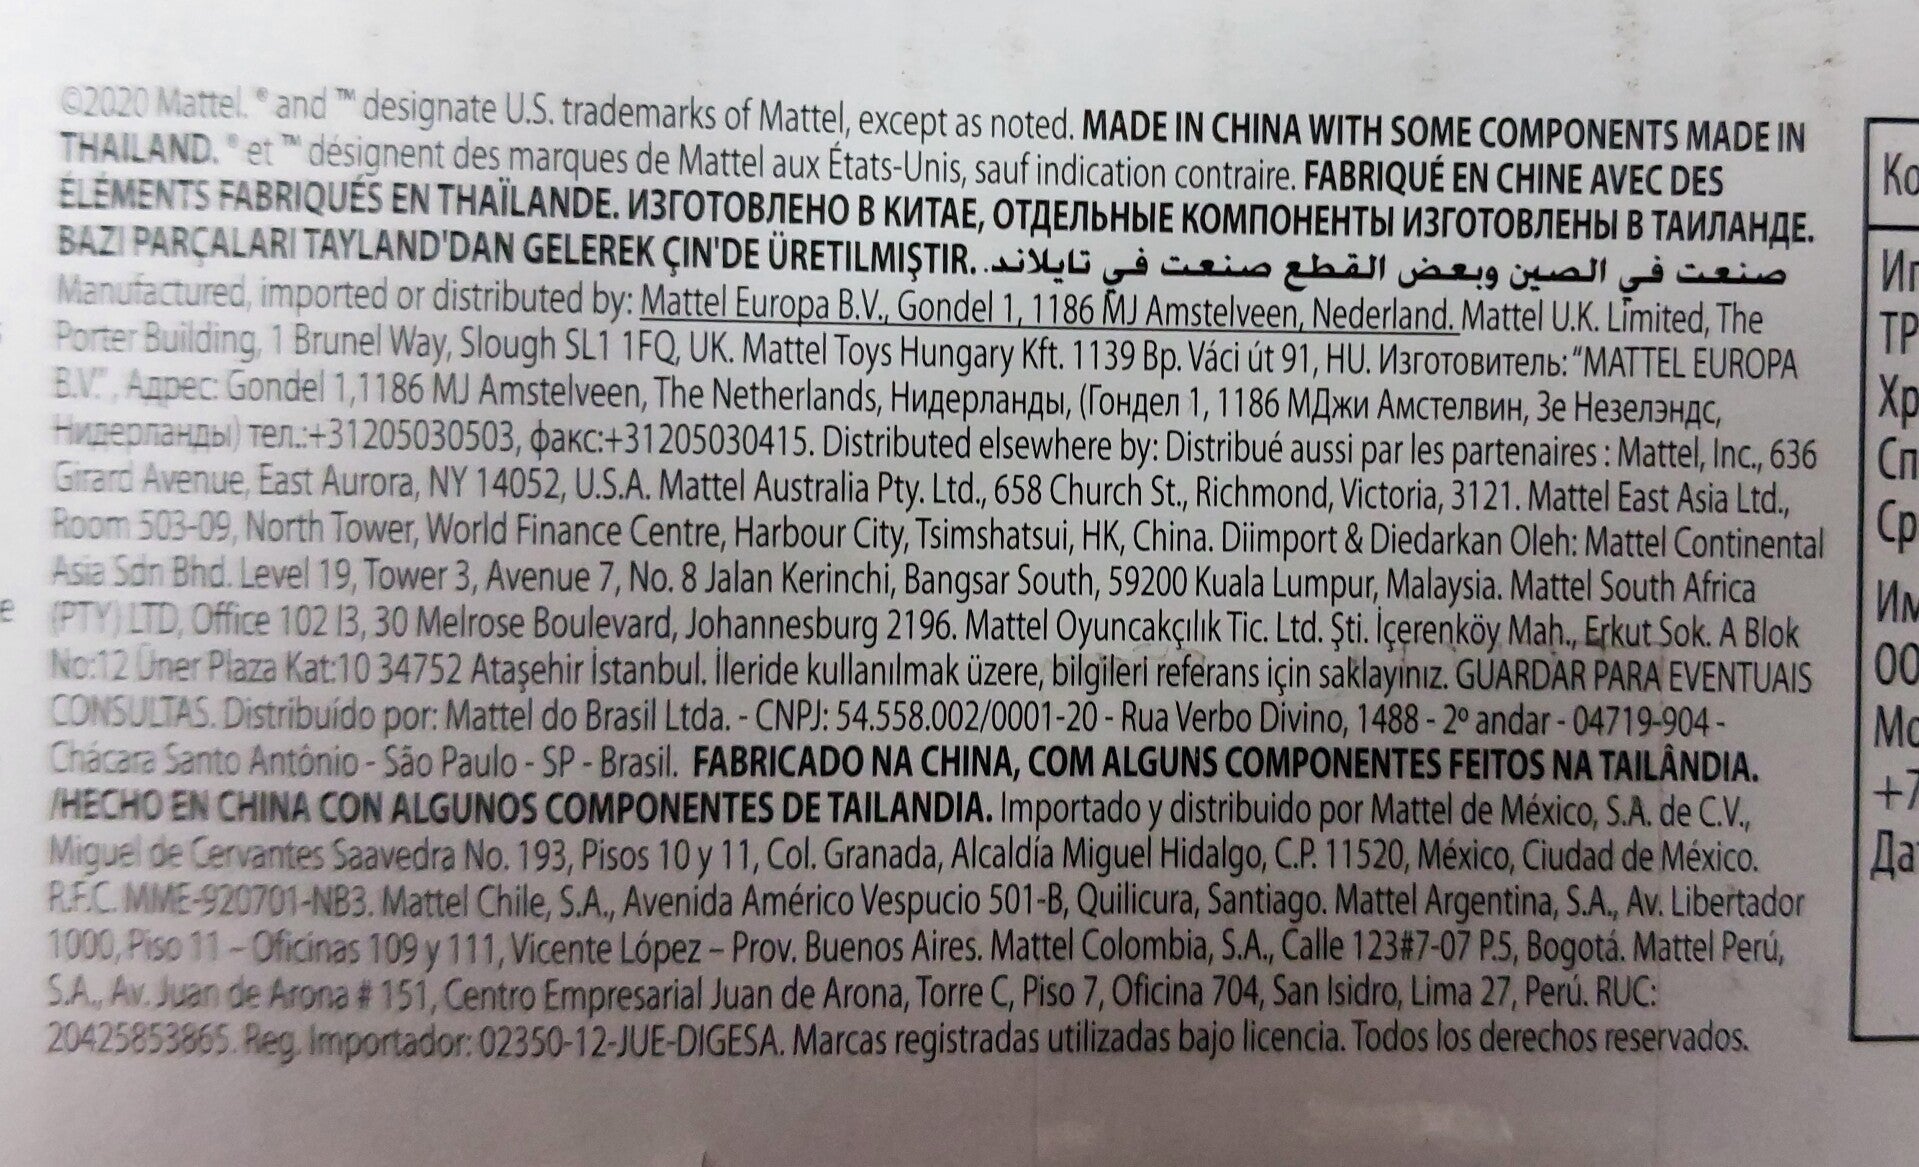 ©2020 Mattel. ® and ™ designate U.S. trademarks of Mattel, except as noted. MADE IN CHINA WITH SOME COMPONENTS MADE IN
THAILAND. ® et ™ désignent des marques de Mattel aux États-Unis, sauf indication contraire. FABRIQUÉ EN CHINE AVEC DES
ÉLÉMENTS FABRIQUÉS EN THAÏLANDE. ИЗГОТОВЛЕНО В КИТАЕ, ОТДЕЛЬНЫЕ КОМПОНЕНТЫ ИЗГОТОВЛЕНЫ В ТАИЛАНДЕ.
BAZI PARÇALARI TAYLAND'DAN GELEREK ÇIN'DE ÜRETILMIŞTIR. صنعت في الصين وبعض القطع صنعت في تايلاند..
Manufactured, imported or distributed by: Mattel Europa B.V., Gondel 1, 1186 MJ Amstelveen, Nederland. Mattel U.K. Limited, The
Porter Building, 1 Brunel Way, Slough SL1 1FQ, UK. Mattel Toys Hungary Kft. 1139 Bp. Váci út 91, HU. Изготовитель: “MATTEL EUROPA
B.V.” , Адрес: Gondel 1,1186 MJ Amstelveen, The Netherlands, Нидерланды, (Гондел 1, 1186 МДжи Амстелвин, Зе Незелэндс,
Нидерланды) тел.:+31205030503, факс:+31205030415. Distributed elsewhere by: Distribué aussi par les partenaires : Mattel, Inc., 636
Girard Avenue, East Aurora, NY 14052, U.S.A. Mattel Australia Pty. Ltd., 658 Church St., Richmond, Victoria, 3121. Mattel East Asia Ltd.,
Room 503-09, North Tower, World Finance Centre, Harbour City, Tsimshatsui, HK, China. Diimport & Diedarkan Oleh: Mattel Continental
Asia Sdn Bhd. Level 19, Tower 3, Avenue 7, No. 8 Jalan Kerinchi, Bangsar South, 59200 Kuala Lumpur, Malaysia. Mattel South Africa
(PTY) LTD, Office 102 I3, 30 Melrose Boulevard, Johannesburg 2196. Mattel Oyuncakçılık Tic. Ltd. Şti. İçerenköy Mah., Erkut Sok. A Blok
No:12 Üner Plaza Kat:10 34752 Ataşehir İstanbul. İleride kullanılmak üzere, bilgileri referans için saklayınız. GUARDAR PARA EVENTUAIS
CONSULTAS. Distribuído por: Mattel do Brasil Ltda. - CNPJ: 54.558.002/0001-20 - Rua Verbo Divino, 1488 - 2º andar - 04719-904 -
Chácara Santo Antônio - São Paulo - SP - Brasil. FABRICADO NA CHINA, COM ALGUNS COMPONENTES FEITOS NA TAILÂNDIA.
/HECHO EN CHINA CON ALGUNOS COMPONENTES DE TAILANDIA. Importado y distribuido por Mattel de México, S.A. de C.V.,
Miguel de Cervantes Saavedra No. 193, Pisos 10 y 11, Col. Granada, Alcaldía Miguel Hidalgo, C.P. 11520, México, Ciudad de México.
R.F.C. MME-920701-NB3. Mattel Chile, S.A., Avenida Américo Vespucio 501-B, Quilicura, Santiago. Mattel Argentina, S.A., Av. Libertador
1000, Piso 11 – Oficinas 109 y 111, Vicente López – Prov. Buenos Aires. Mattel Colombia, S.A., Calle 123#7-07 P.5, Bogotá. Mattel Perú,
S.A., Av. Juan de Arona # 151, Centro Empresarial Juan de Arona, Torre C, Piso 7, Oficina 704, San Isidro, Lima 27, Perú. RUC:
20425853865. Reg. Importador: 02350-12-JUE-DIGESA. Marcas registradas utilizadas bajo licencia. Todos los derechos reservados.